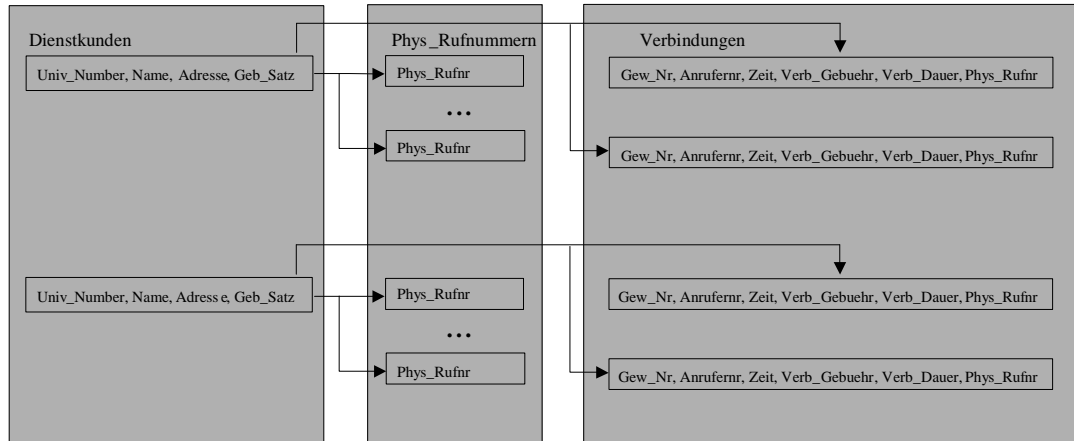 Dienstkunden
Phys_Rufnummern
Verbindungen
Univ_Number, Name, Adresse, Geb_Satz
Phys_Rufnr
Gew_Nr, Anrufernr, Zeit, Verb_Gebuehr, Verb_Dauer, Phys_Rufnr
...
Phys_Rufnr
Gew_Nr, Anrufernr, Zeit, Verb_Gebuehr, Verb_Dauer, Phys_Rufnr
Univ_Number, Name, Adresse, Geb_Satz
Phys_Rufnr
Gew_Nr, Anrufernr, Zeit, Verb_Gebuehr, Verb_Dauer, Phys_Rufnr
...
Phys_Rufnr
Gew_Nr, Anrufernr, Zeit, Verb_Gebuehr, Verb_Dauer, Phys_Rufnr